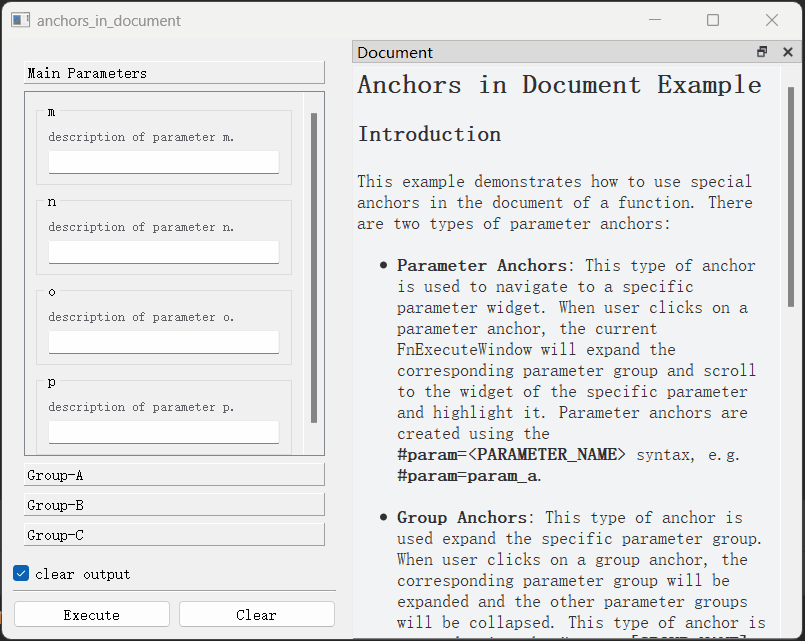 anchors_in_document
Main Parameters
m
description of parameter m.
n
description of parameter n.
o
description of parameter o.
p
description of parameter p.
Group-A
Group-B
Group-C
clear output
Execute
Clear
Document
Anchors in Document Example
Introduction
This example demonstrates how to use special
anchors in the document of a function. There
are two types of parameter anchors:
● Parameter Anchors: This type of anchor
is used to navigate to a specific
parameter widget. When user clicks on a
parameter anchor, the current
FnExecuteWindow will expand the
corresponding parameter group and scroll
to the widget of the specific parameter
and highlight it. Parameter anchors are
created using the
#param=<PARAMETER_NAME> syntax, e.g.
#param=param_a.
● Group Anchors: This type of anchor is
used expand the specific parameter group.
When user clicks on a group anchor, the
corresponding parameter group will be
expanded and the other parameter groups
will be collapsed. This type of anchor is